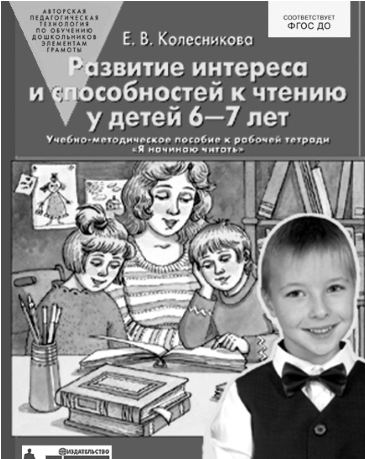 АВТОРСКАЯ
ПЕДАГОГИЧЕСКАЯ
ТЕХНОЛОГИЯ
ПО ОБУЧЕНИЮ
ДОШКОЛЬНИКОВ
ЭЛЕМЕНТАМ
ГРАМОТЫ
СООТВЕТСТВУЕТ
ФГОС ДО
Е. В. Колесникова
Развитие интереса
и способностей к чтению
у детей 6—7 лет
Учебно-методическое пособие к рабочей тетради
«Я начинаю читать»
ИЗДАТЕЛЬСТВО